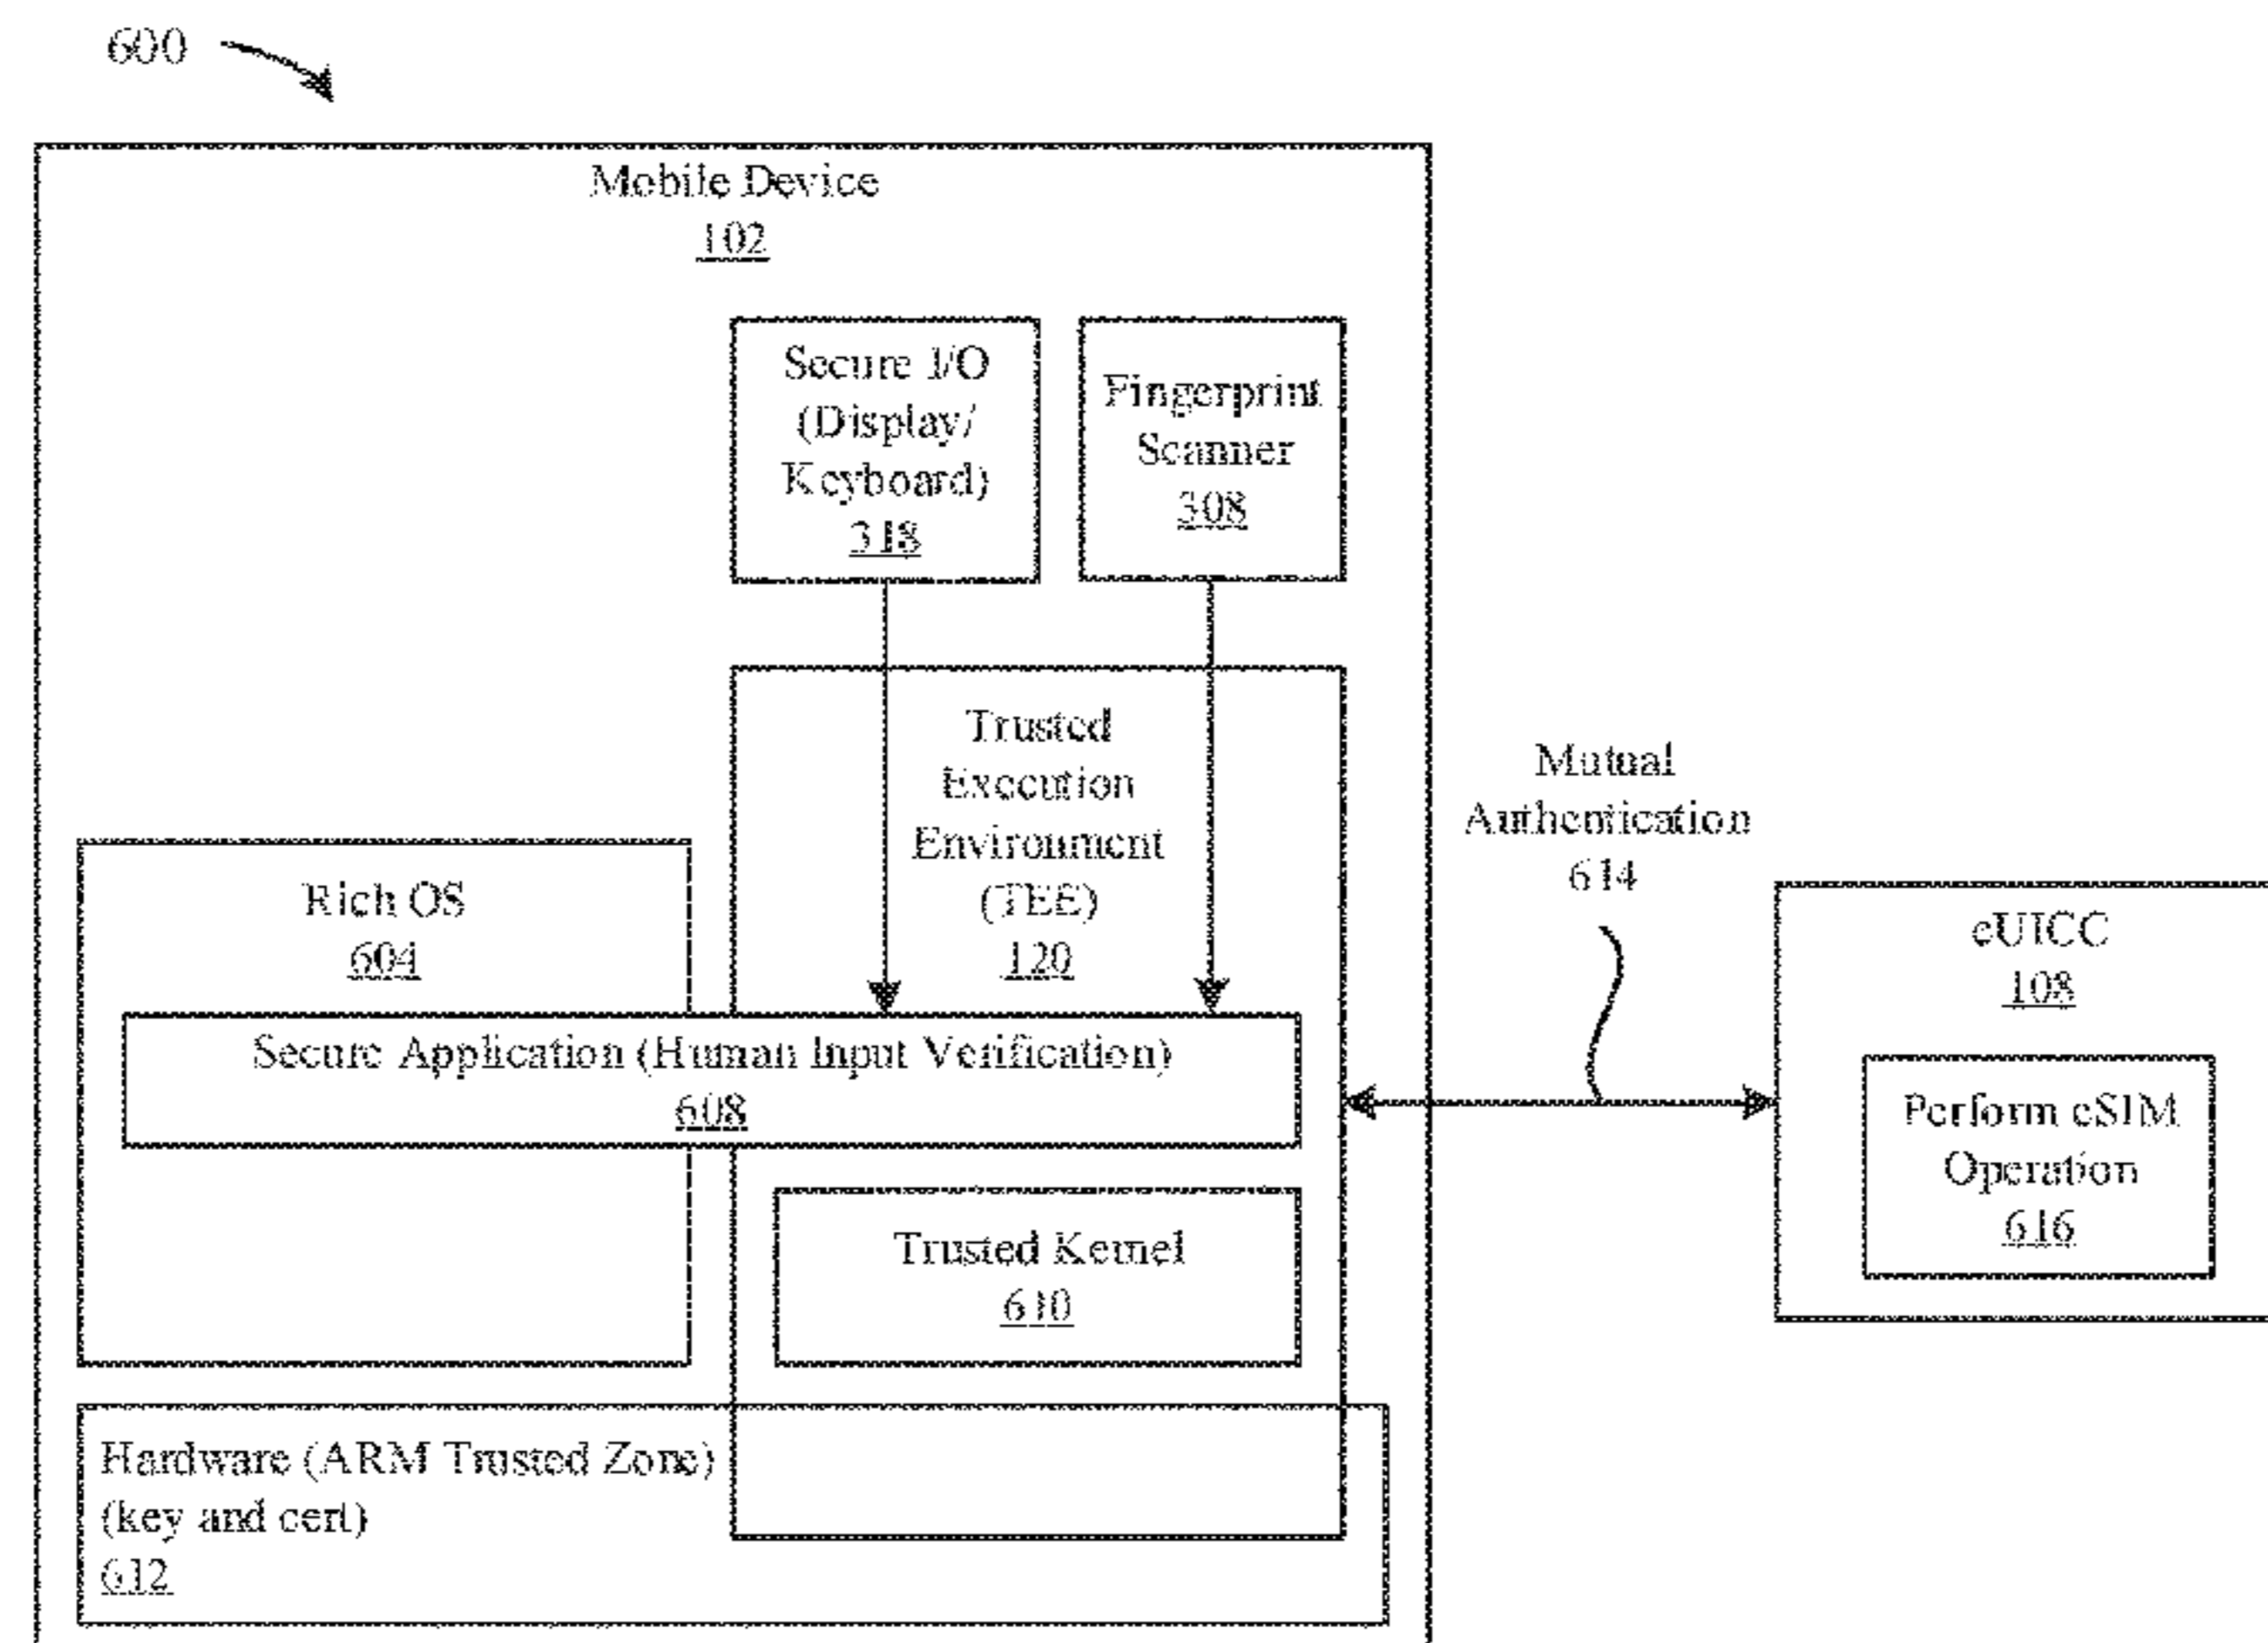 600
Mobile Device
102
Secure I/O
(Display/
Keyboard)
318
Fingerprint
Scanner
308
Trusted
Execution
Environment
(TEE)
120
Rich OS
604
Secure Application (Human Input Verification)
608
Trusted Kernel
610
Hardware (ARM Trusted Zone)
(key and cert)
612
Mutual
Authentication
614
eUICC
108
Perform eSIM
Operation
616